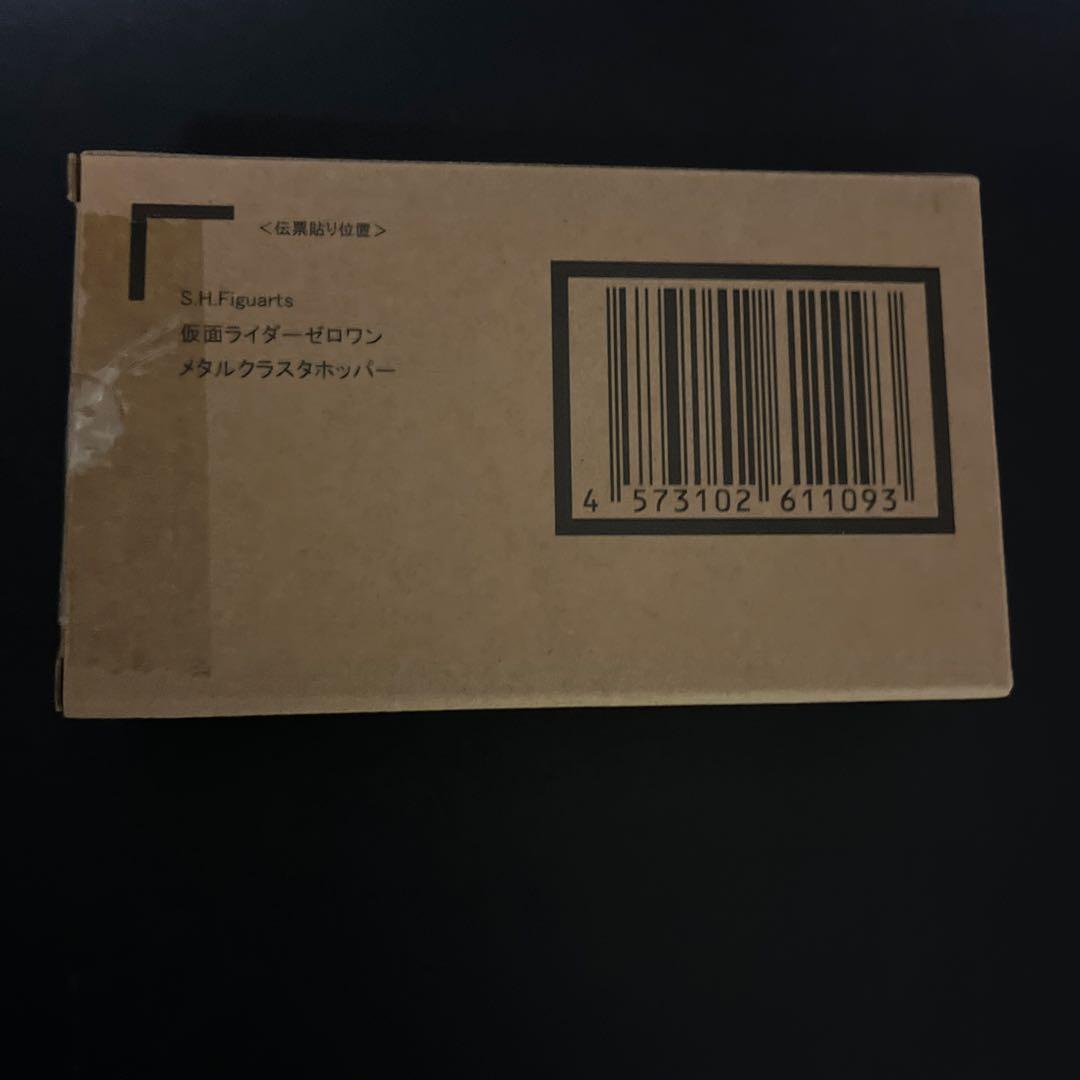 <伝票貼り位置>
S.H.Figuarts
仮面ライダーゼロワン
メタルクラスタホッパー
4 573102 611093